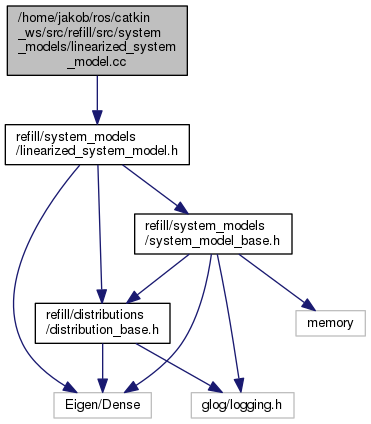 /home/jakob/ros/catkin
_ws/src/refill/src/system
_models/linearized_system
_model.cc
refill/system_models
/linearized_system_model.h
refill/system_models
/system_model_base.h
refill/distributions
/distribution_base.h
memory
Eigen/Dense
glog/logging.h